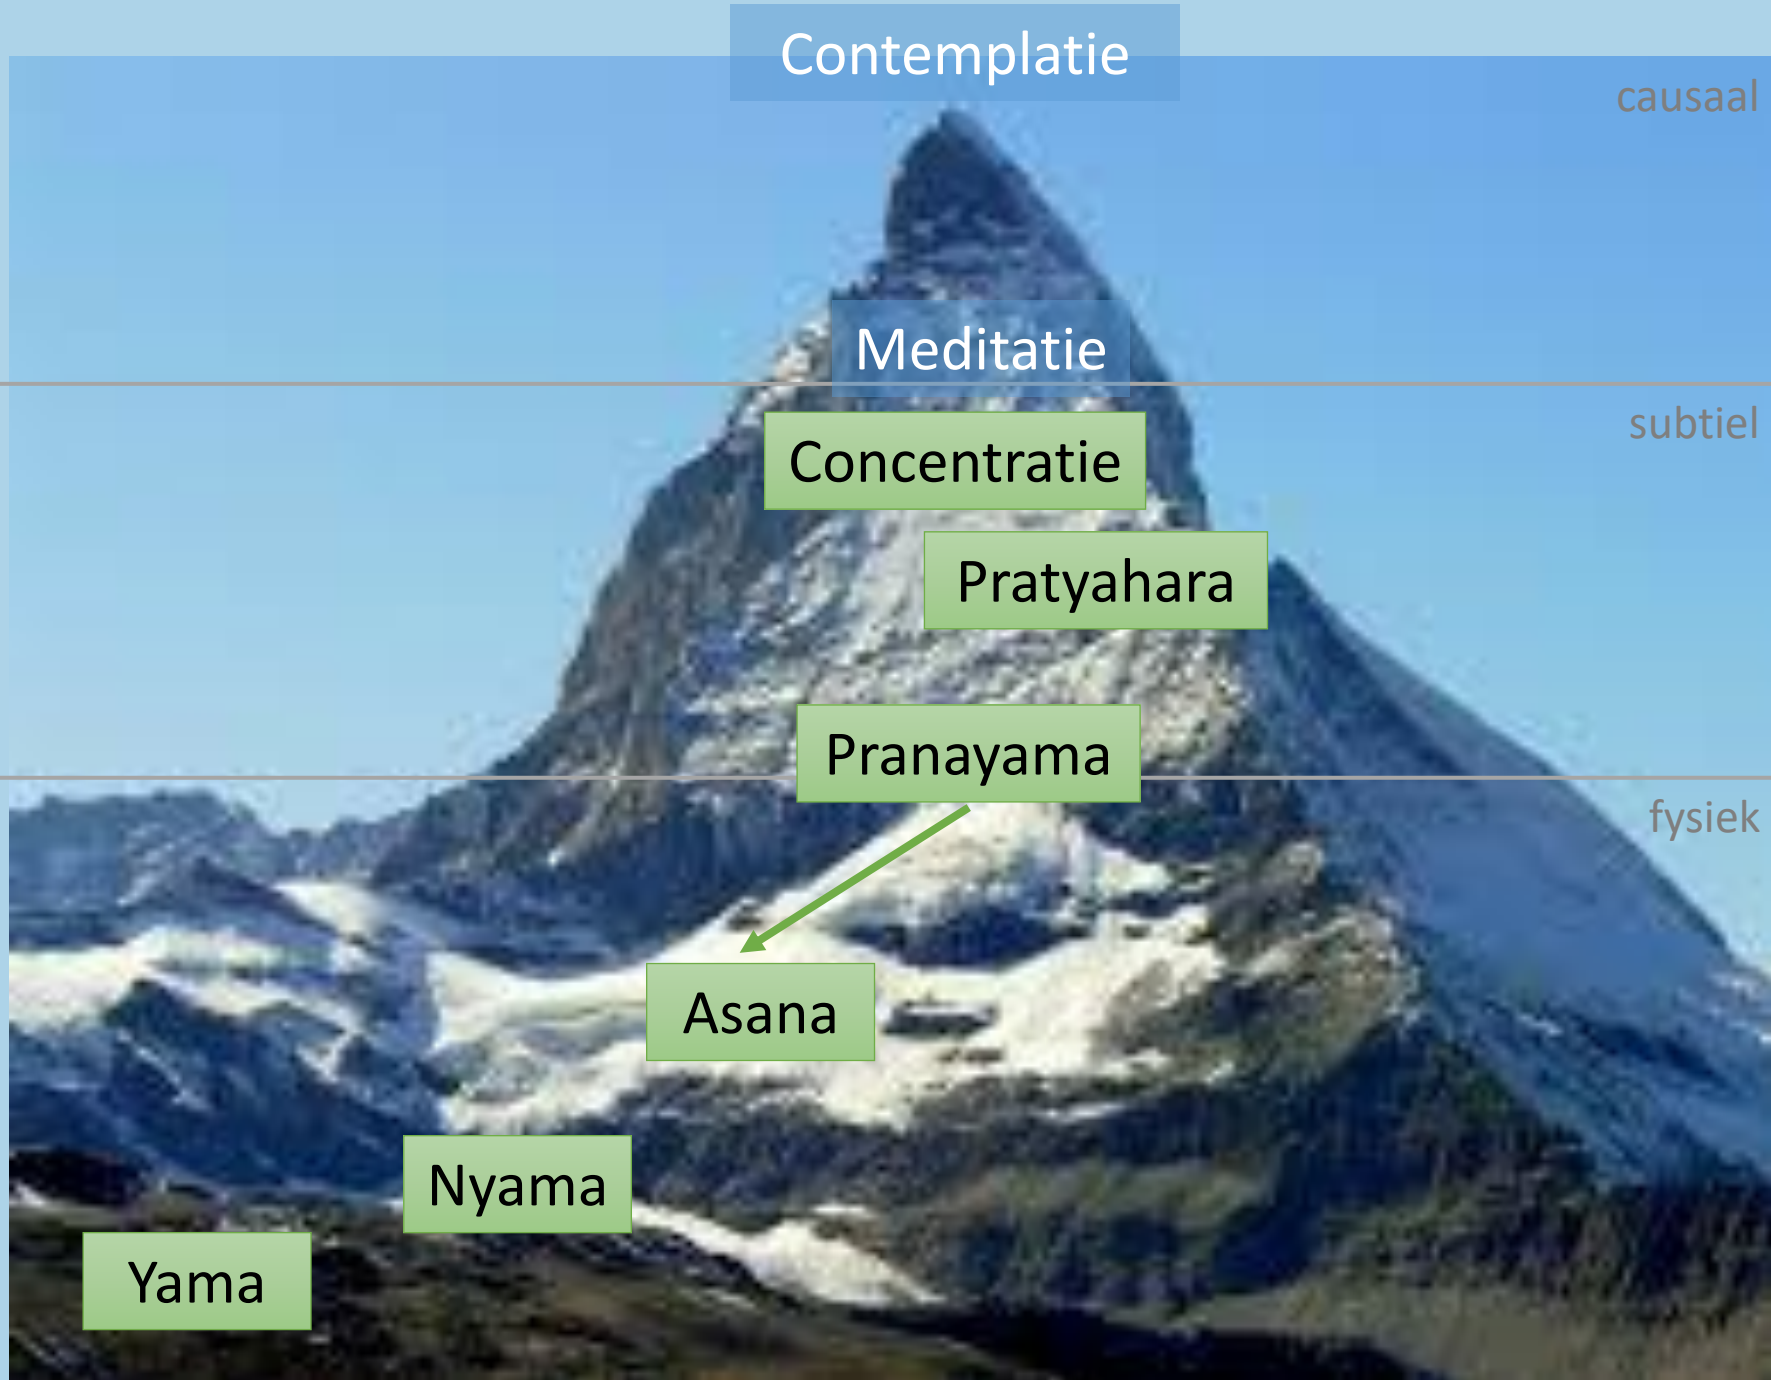 Contemplatie
causaal
Meditatie
subtiel
Concentratie
Pratyahara
Pranayama
fysiek
Asana
Nyama
Yama